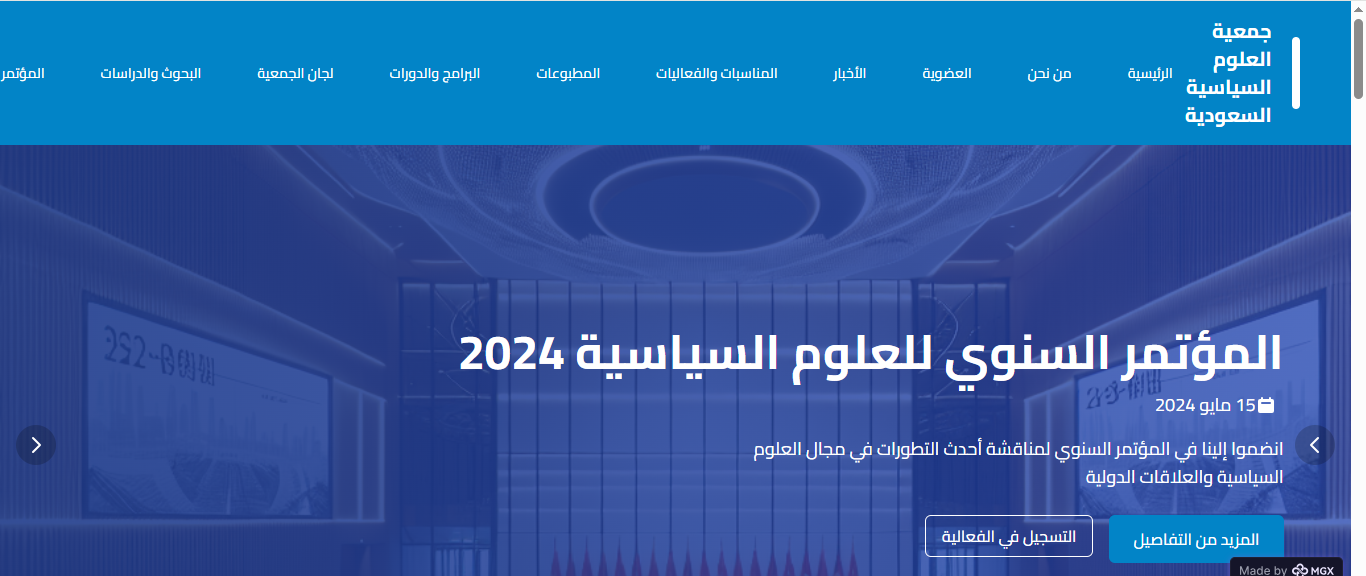 جمعية
العلوم
السياسية
السعودية
الرئيسية
من نحن
العضوية
الأخبار
المناسبات والفعاليات
المطبوعات
البرامج والدورات
لجان الجمعية
البحوث والدراسات
المؤتمر
المؤتمر السنوي للعلوم السياسية 2024
15 مايو 2024
انضموا إلينا في المؤتمر السنوي لمناقشة أحدث التطورات في مجال العلوم
السياسية والعلاقات الدولية
المزيد من التفاصيل
التسجيل في الفعالية
Made by MGX